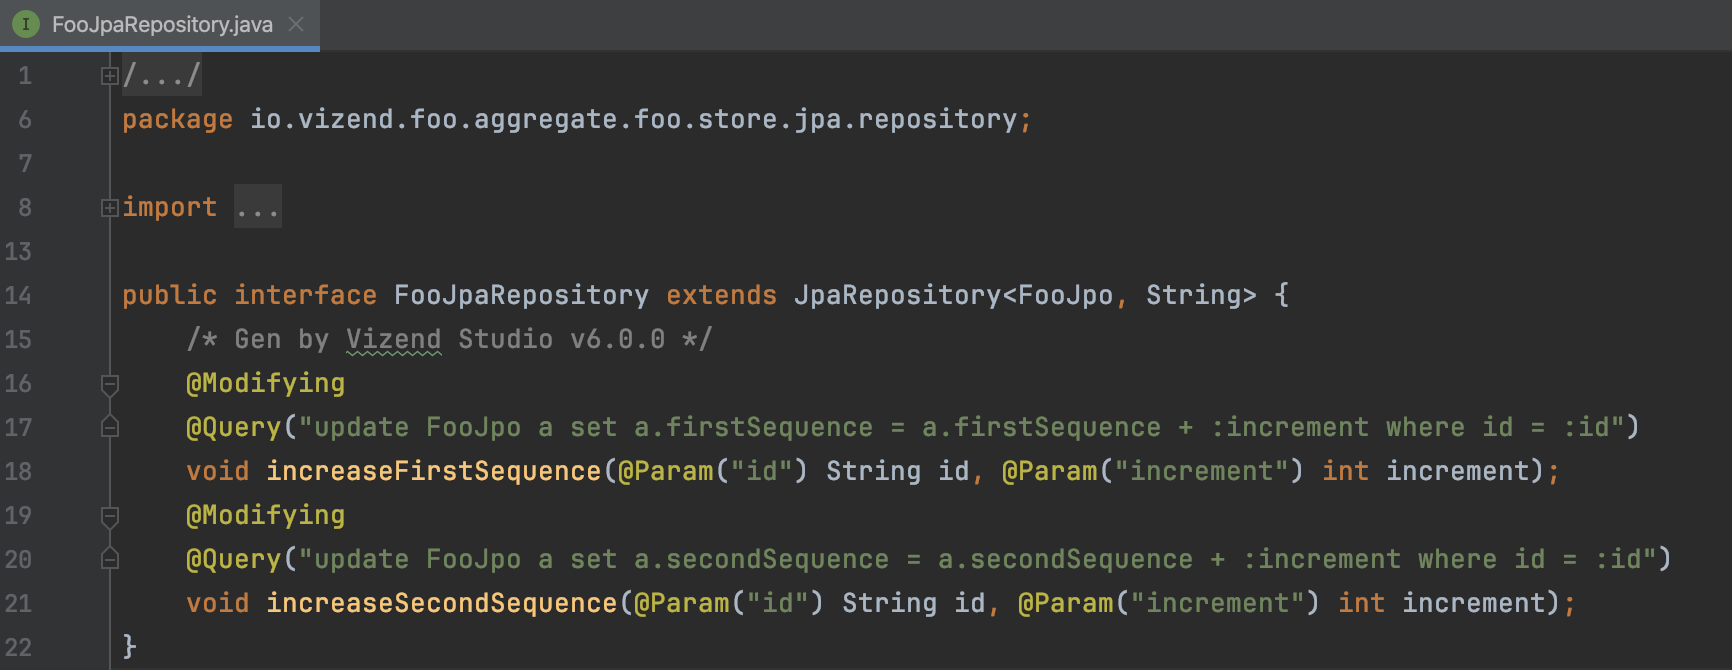 I FooJpaRepository.java
1 /.../
6 package io.vizend.foo.aggregate.foo.store.jpa.repository;
7
8 import ...
13
14 public interface FooJpaRepository extends JpaRepository<FooJpo, String> {
15 /* Gen by Vizend Studio v6.0.0 */
16 @Modifying
17 @Query("update FooJpo a set a.firstSequence = a.firstSequence + :increment where id = :id")
18 void increaseFirstSequence(@Param("id") String id, @Param("increment") int increment);
19 @Modifying
20 @Query("update FooJpo a set a.secondSequence = a.secondSequence + :increment where id = :id")
21 void increaseSecondSequence(@Param("id") String id, @Param("increment") int increment);
22 }